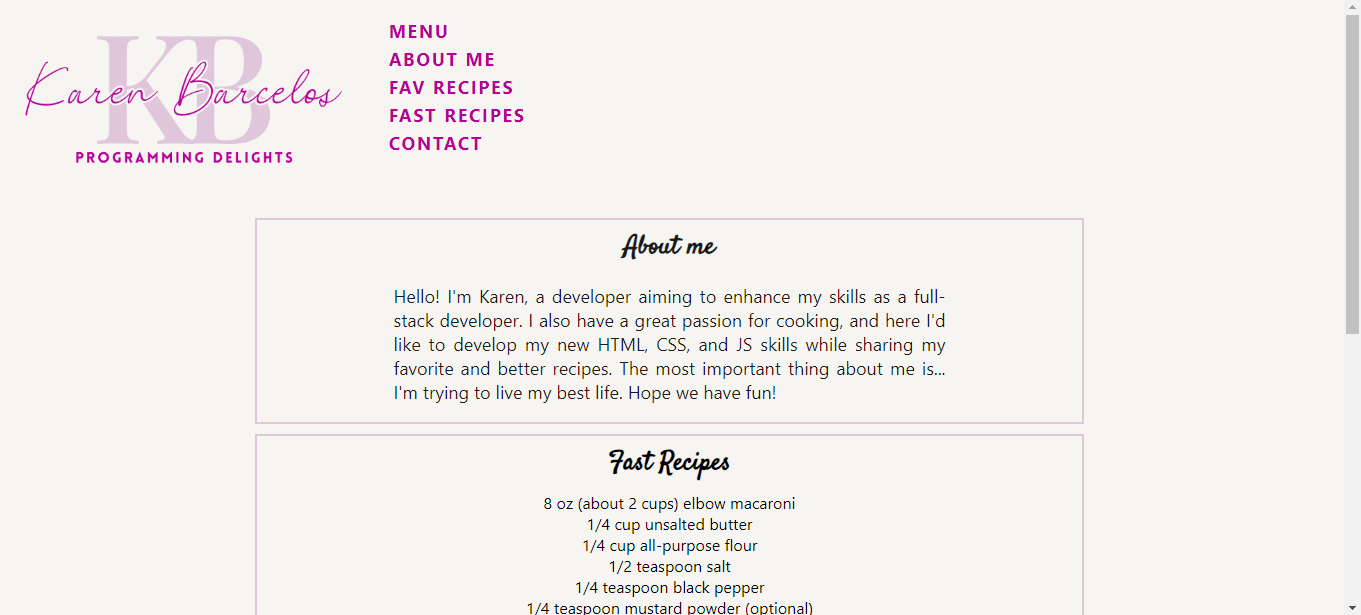 KB
Karen Barcelos
PROGRAMMING DELIGHTS
MENU
ABOUT ME
FAV RECIPES
FAST RECIPES
CONTACT
About me
Hello! I'm Karen, a developer aiming to enhance my skills as a full-
stack developer. I also have a great passion for cooking, and here I'd
like to develop my new HTML, CSS, and JS skills while sharing my
favorite and better recipes. The most important thing about me is...
I'm trying to live my best life. Hope we have fun!
Fast Recipes
8 oz (about 2 cups) elbow macaroni
1/4 cup unsalted butter
1/4 cup all-purpose flour
1/2 teaspoon salt
1/4 teaspoon black pepper
1/4 teaspoon mustard powder (optional)